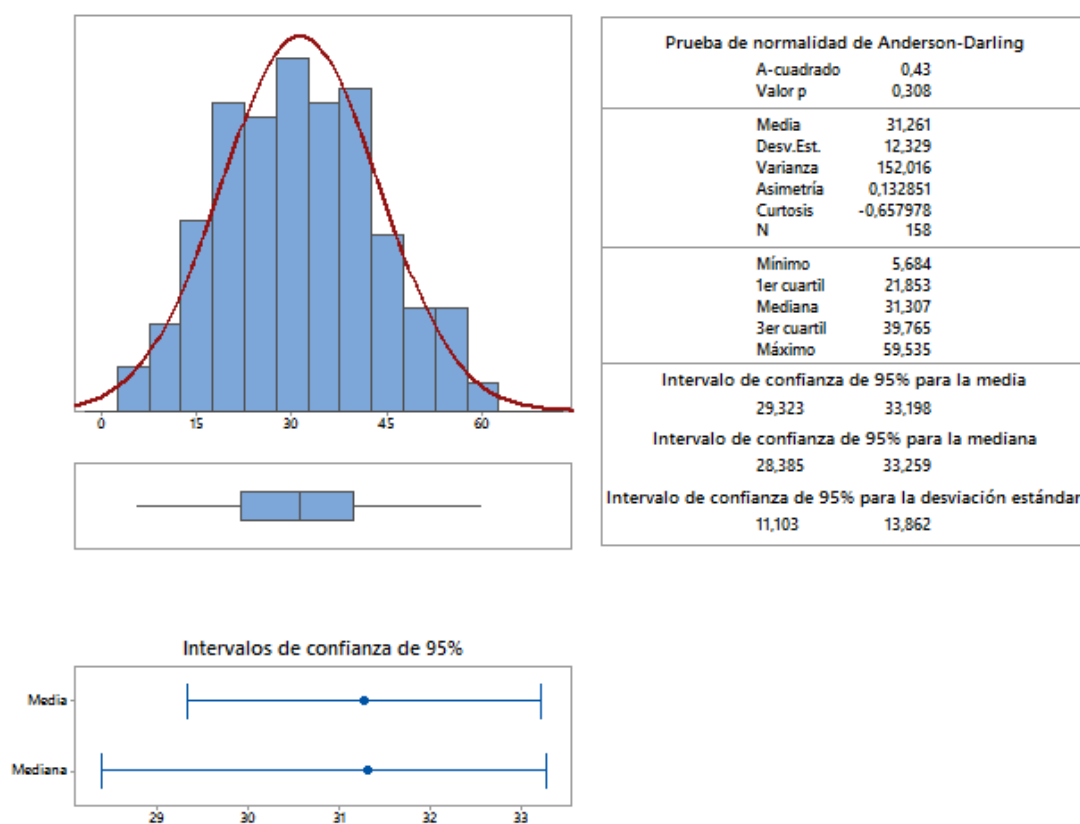 Prueba de normalidad de Anderson-Darling
A-cuadrado 0,43
Valor p 0,308
Media 31,261
Desv.Est. 12,329
Varianza 152,016
Asimetría 0,132851
Curtosis -0,657978
N 158
Mínimo 5,684
1er cuartil 21,853
Mediana 31,307
3er cuartil 39,765
Máximo 59,535
Intervalo de confianza de 95% para la media
29,323 33,198
Intervalo de confianza de 95% para la mediana
28,385 33,259
Intervalo de confianza de 95% para la desviación estándar
11,103 13,862
0 15 30 45 60
Intervalos de confianza de 95%
Media
Mediana
29 30 31 32 33